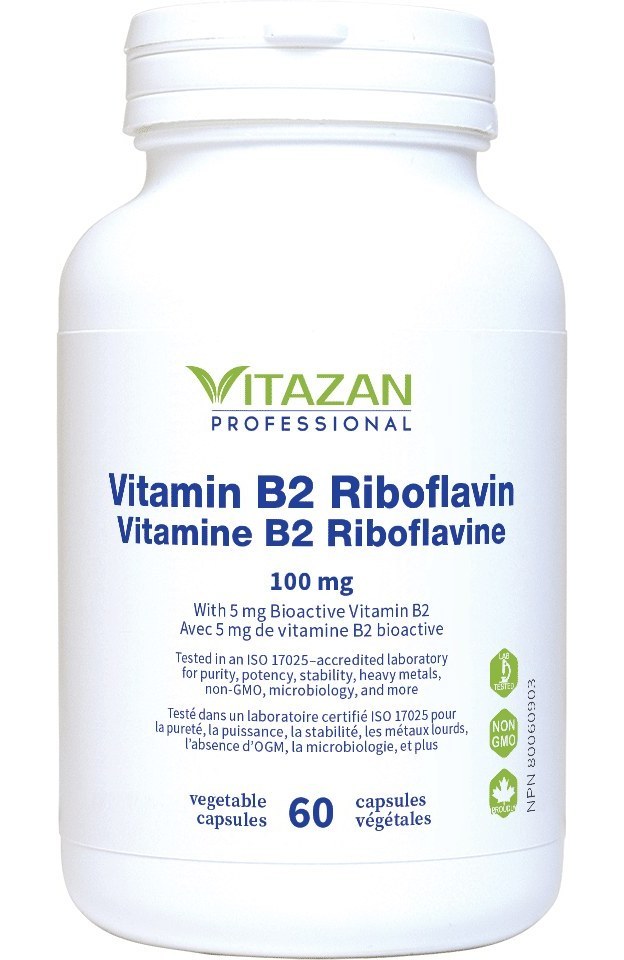 VITAZAN
PROFESSIONAL
Vitamin B2 Riboflavin
Vitamine B2 Riboflavine
100 mg
With 5 mg Bioactive Vitamin B2
Avec 5 mg de vitamine B2 bioactive
Tested in an ISO 17025–accredited laboratory
for purity, potency, stability, heavy metals,
non-GMO, microbiology, and more
Testé dans un laboratoire certifié ISO 17025 pour
la pureté, la puissance, la stabilité, les métaux lourds,
l'absence d'OGM, la microbiologie, et plus
vegetable
capsules
60
capsules
végétales
LAB
TESTED
NON
GMO
PROUDLY
NPN 80060903